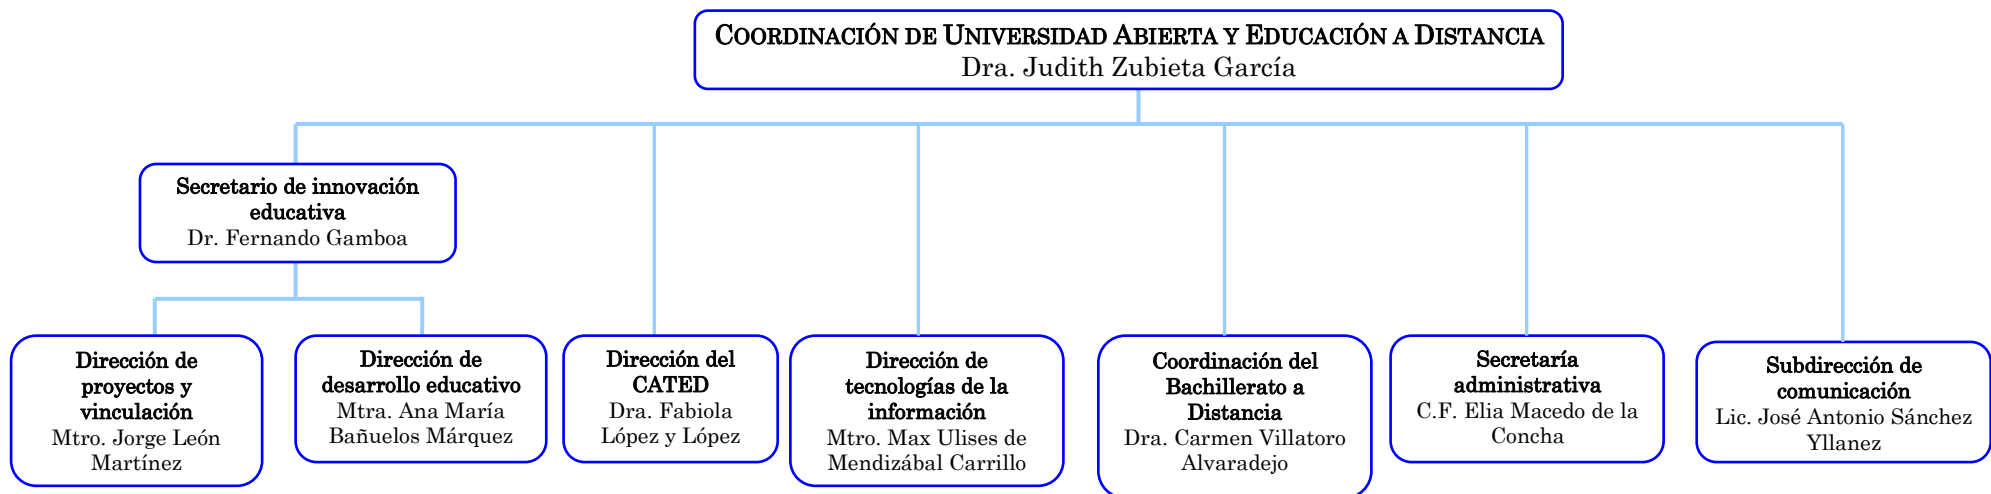 COORDINACIÓN DE UNIVERSIDAD ABIERTA Y EDUCACIÓN A DISTANCIA
Dra. Judith Zubieta García
Secretario de innovación
educativa
Dr. Fernando Gamboa
Dirección de
proyectos y
vinculación
Mtro. Jorge León
Martínez
Dirección de
desarrollo educativo
Mtra. Ana María
Bañuelos Márquez
Dirección del
CATED
Dra. Fabiola
López y López
Dirección de
tecnologías de la
información
Mtro. Max Ulises de
Mendizábal Carrillo
Coordinación del
Bachillerato a
Distancia
Dra. Carmen Villatoro
Alvaradejo
Secretaría
administrativa
C.F. Elia Macedo de la
Concha
Subdirección de
comunicación
Lic. José Antonio Sánchez
Yllanez